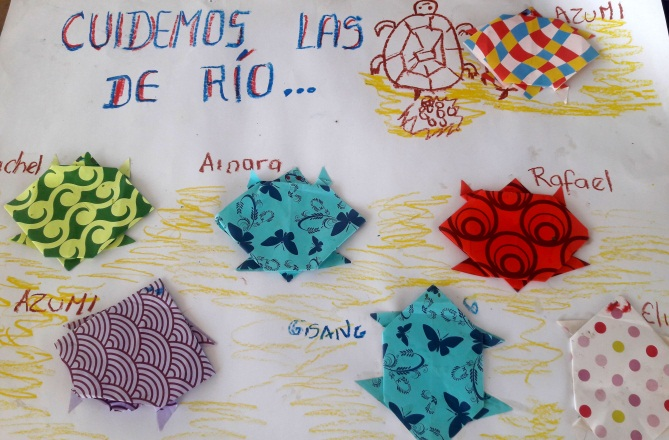 CUIDEMOS LAS
DE RÍO...
AZUMI
Ainara
Rafael
AZUMI
GISANG